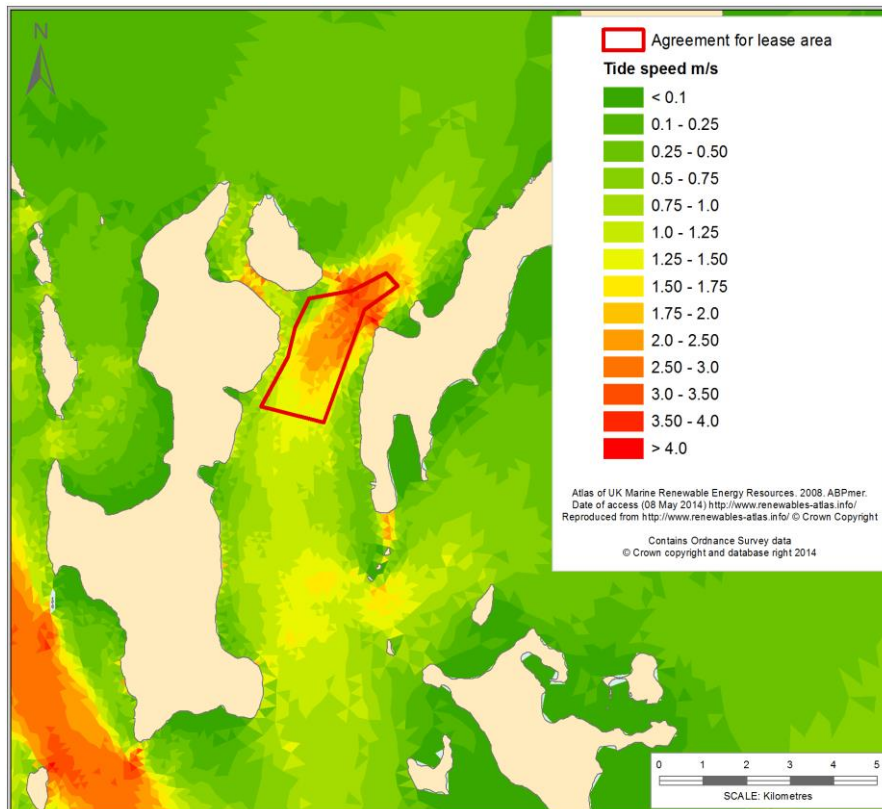 N
Agreement for lease area
Tide speed m/s
< 0.1
0.1 - 0.25
0.25 - 0.50
0.5 - 0.75
0.75 - 1.0
1.0 - 1.25
1.25 - 1.50
1.50 - 1.75
1.75 - 2.0
2.0 - 2.50
2.50 - 3.0
3.0 - 3.50
3.50 - 4.0
> 4.0
Atlas of UK Marine Renewable Energy Resources. 2008. ABPmer.
Date of access (08 May 2014) http://www.renewables-atlas.info/
Reproduced from http://www.renewables-atlas.info/ © Crown Copyright
Contains Ordnance Survey data
© Crown copyright and database right 2014
0 1 2 3 4 5
SCALE: Kilometres